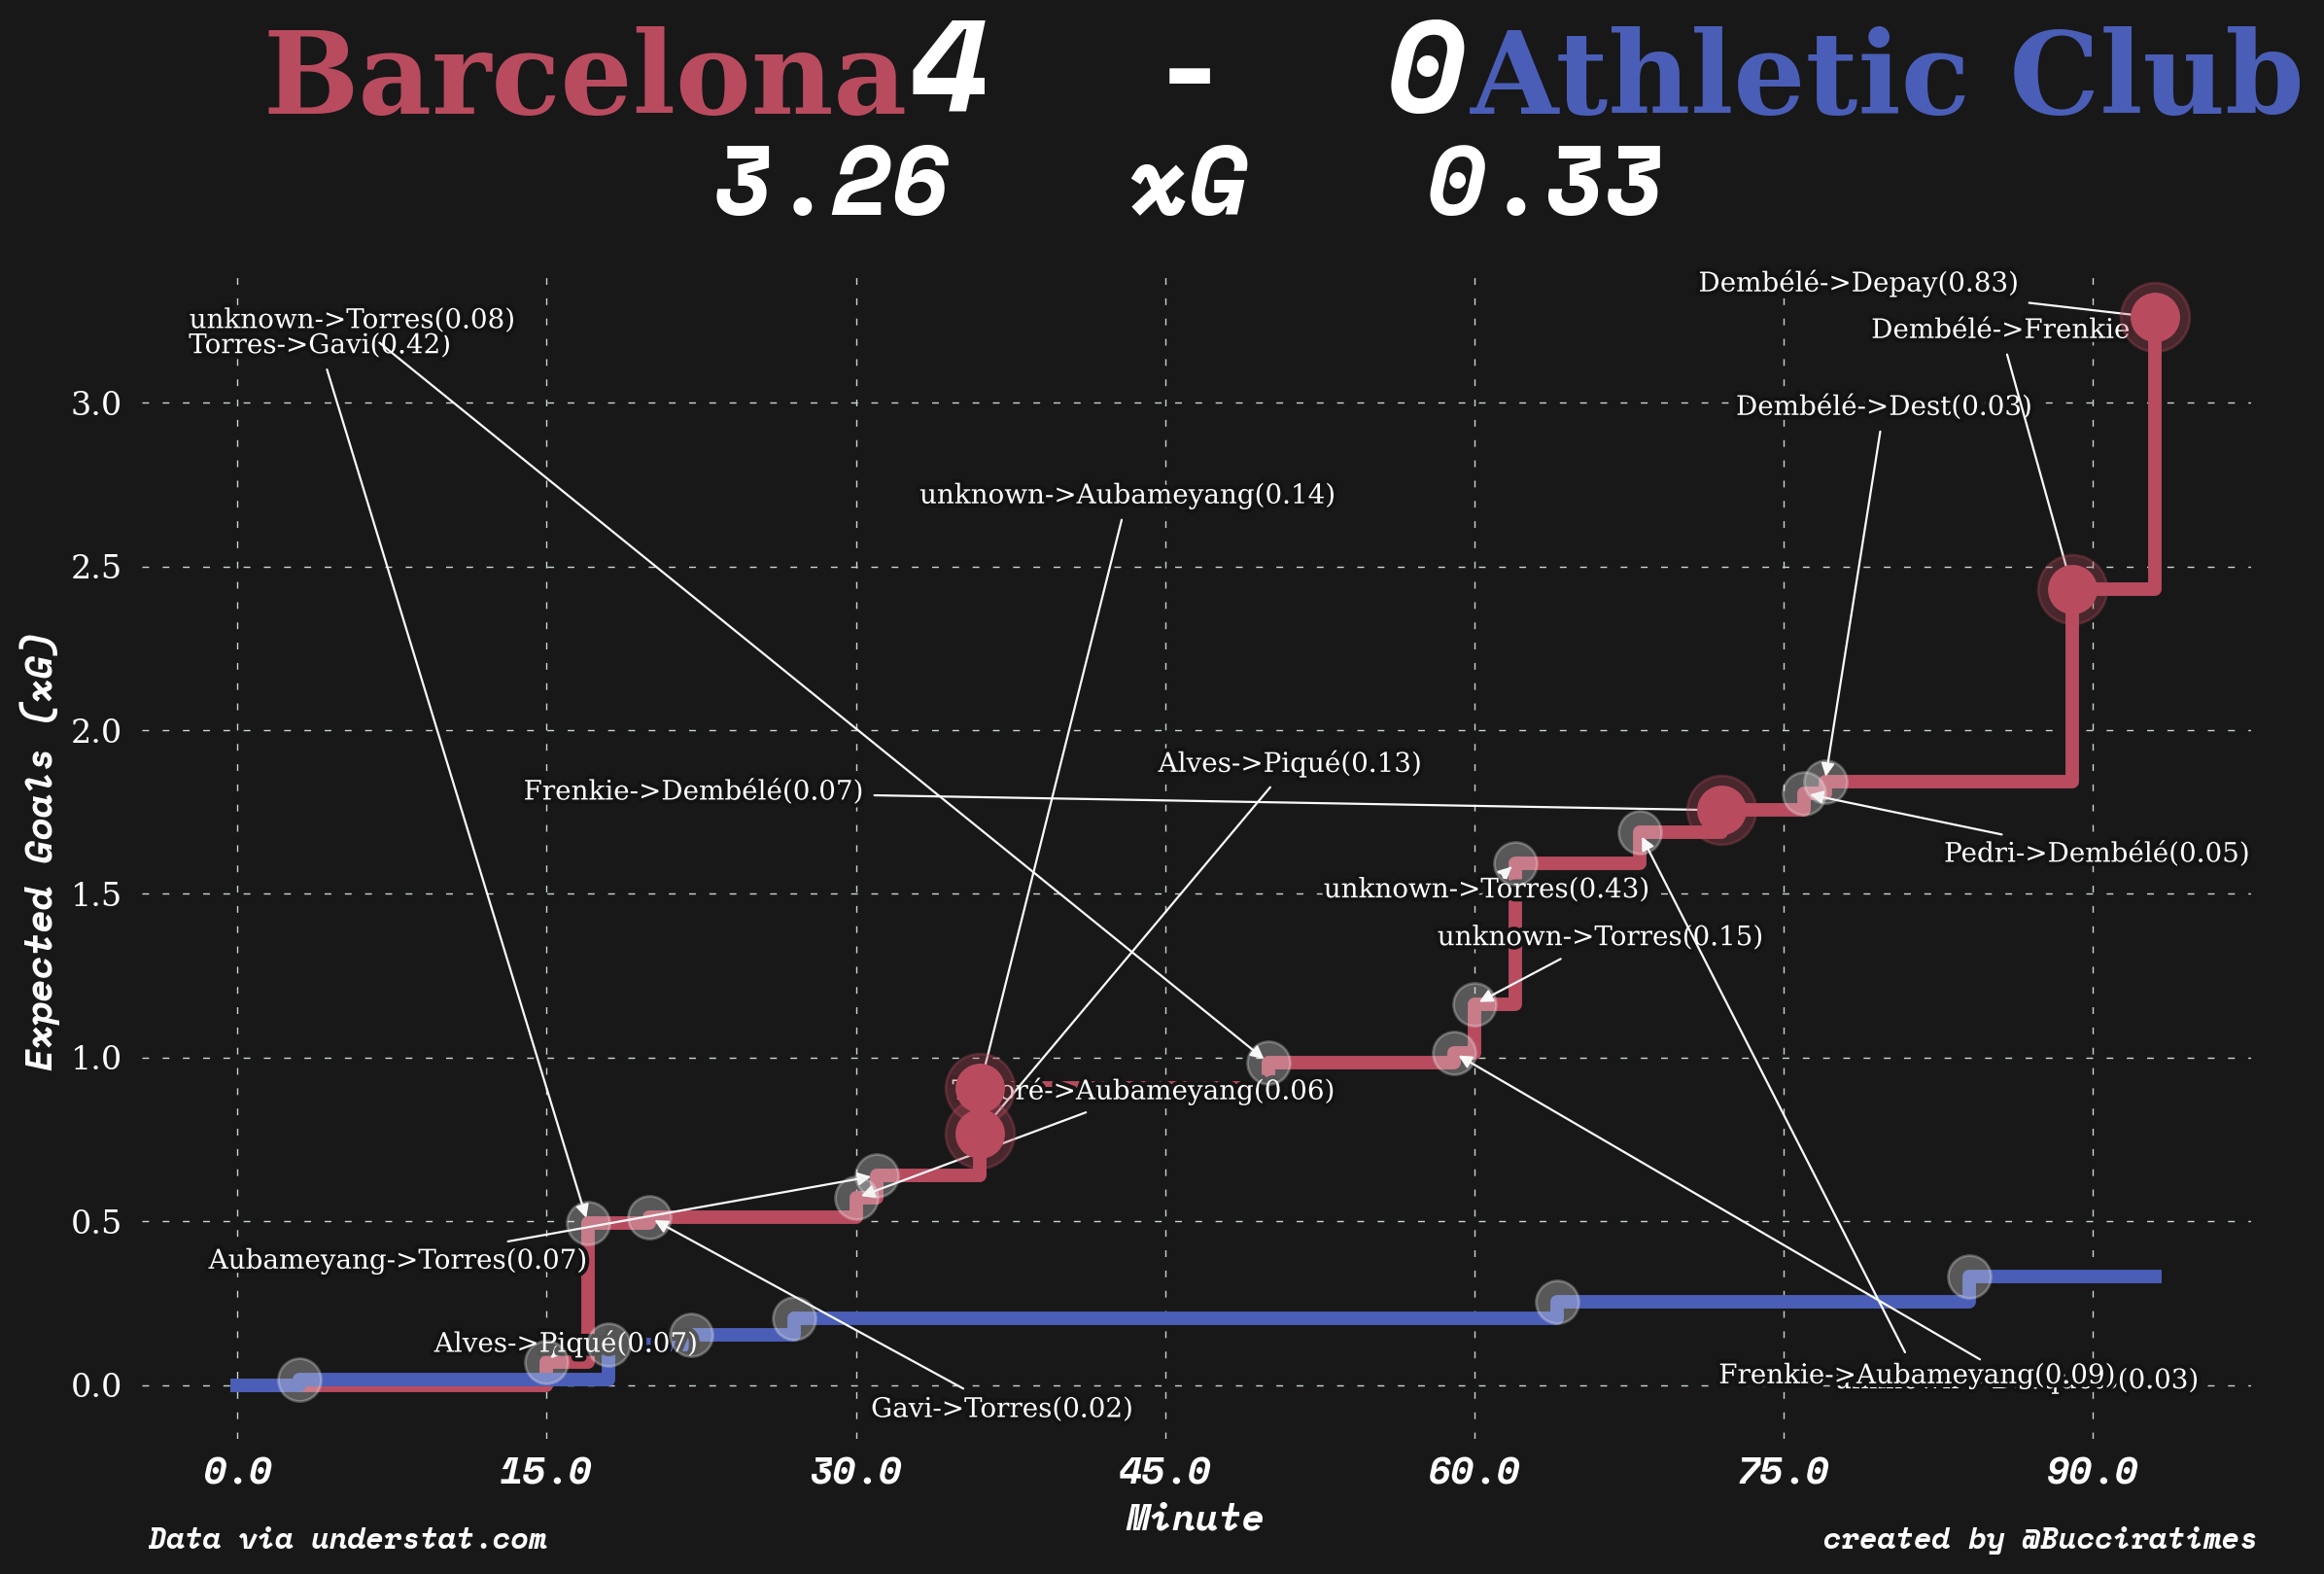 Barcelona 4 - 0 Athletic Club
3.26 xG 0.33
Dembélé->Depay(0.83)
unknown->Torres(0.08)
Dembélé->Frenkie
Torres->Gavi(0.42)
3.0
Dembélé->Dest(0.03)
unknown->Aubameyang(0.14)
2.5
2.0
Alves->Piqué(0.13)
Frenkie->Dembélé(0.07)
Pedri->Dembélé(0.05)
1.5
unknown->Torres(0.43)
unknown->Torres(0.15)
Expected Goals (xG)
1.0
->Aubameyang(0.06)
0.5
Aubameyang->Torres(0.07)
Alves->Piqué(0.07)
Frenkie->Aubameyang(0.09)
(0.03)
0.0
Gavi->Torres(0.02)
0.0 15.0 30.0 45.0 60.0 75.0 90.0
Minute
Data via understat.com
created by @Bucciratimes